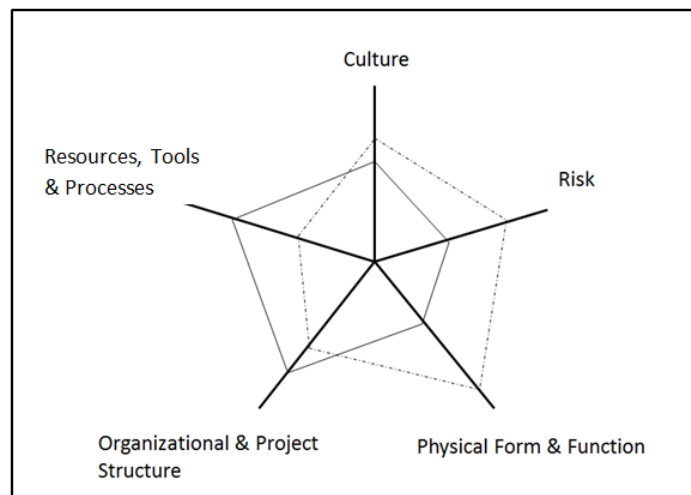 Culture
Resources, Tools
& Processes
Risk
Organizational & Project
Structure
Physical Form & Function